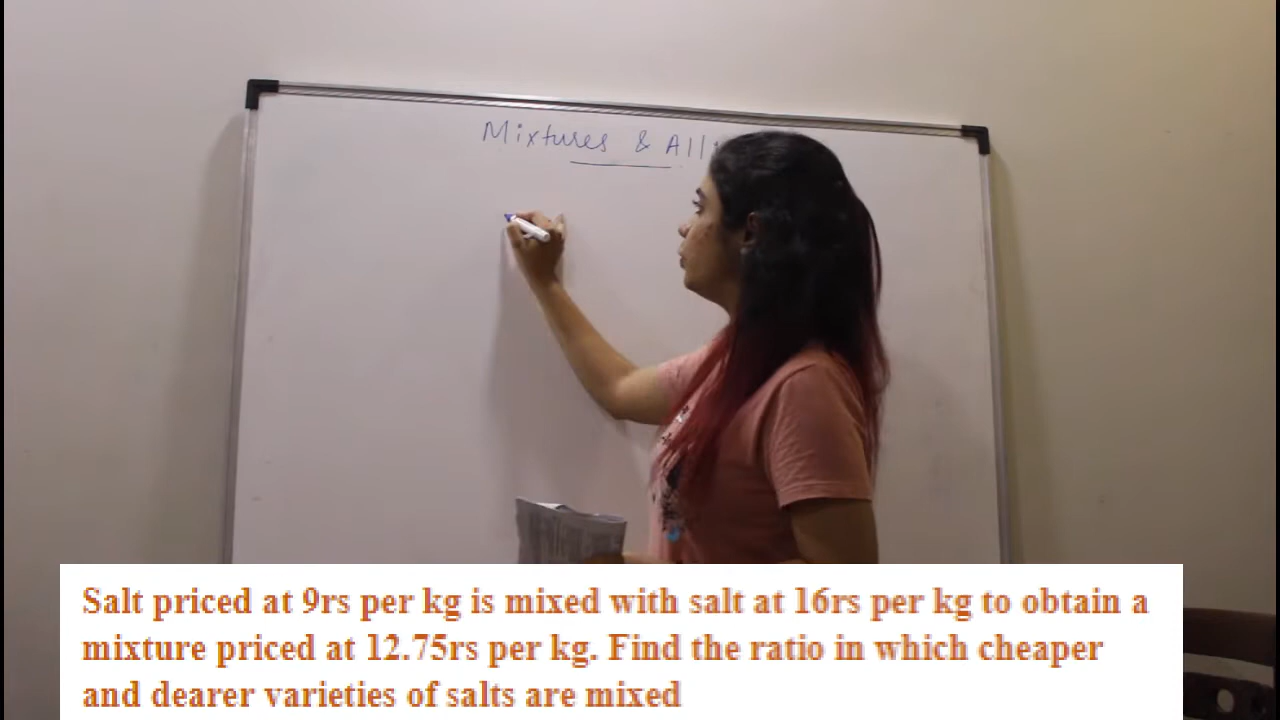 Mixtures & All
Salt priced at 9rs per kg is mixed with salt at 16rs per kg to obtain a
mixture priced at 12.75rs per kg. Find the ratio in which cheaper
and dearer varieties of salts are mixed